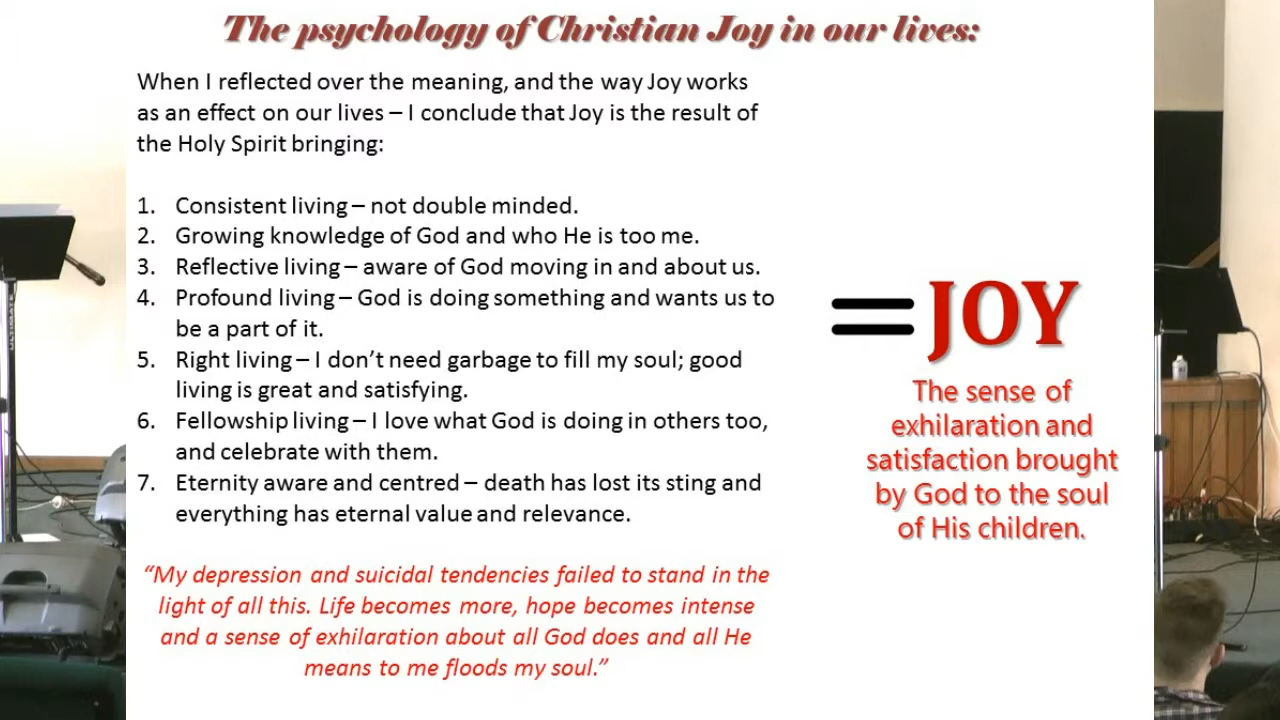 The psychology of Christian Joy in our lives:
When I reflected over the meaning, and the way Joy works
as an effect on our lives – I conclude that Joy is the result of
the Holy Spirit bringing:
1. Consistent living – not double minded.
2. Growing knowledge of God and who He is too me.
3. Reflective living – aware of God moving in and about us.
4. Profound living – God is doing something and wants us to
be a part of it.
5. Right living – I don’t need garbage to fill my soul; good
living is great and satisfying.
6. Fellowship living – I love what God is doing in others too,
and celebrate with them.
7. Eternity aware and centred – death has lost its sting and
everything has eternal value and relevance.
“My depression and suicidal tendencies failed to stand in the
light of all this. Life becomes more, hope becomes intense
and a sense of exhilaration about all God does and all He
means to me floods my soul.”
= JOY
The sense of
exhilaration and
satisfaction brought
by God to the soul
of His children.
ULTIMATE